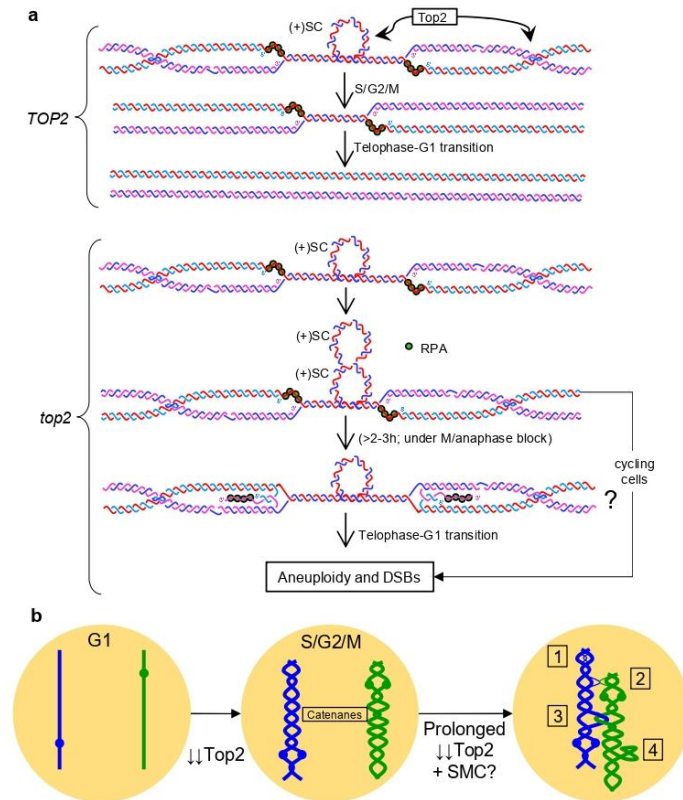 a
(+)SC
Top2
S/G2/M
TOP2
Telophase-G1 transition
(+)SC
(+)SC
RPA
(+)SC
top2
(>2-3h; under M/anaphase block)
cycling
cells
?
Telophase-G1 transition
Aneuploidy and DSBs
b
G1
S/G2/M
1
2
Catenanes
3
4
↓↓Top2
Prolonged
↓↓Top2
+ SMC?